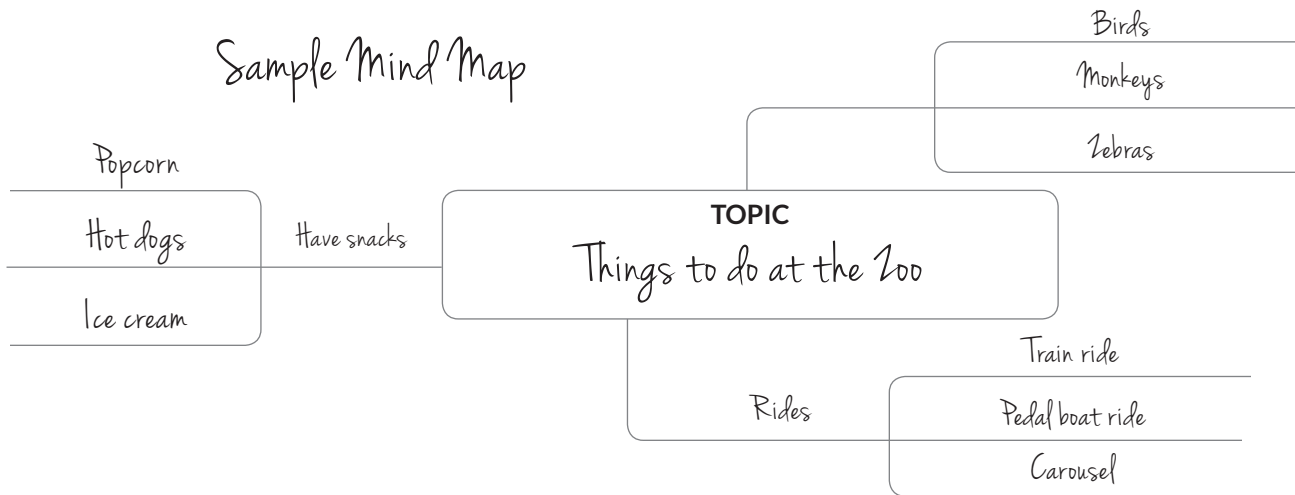 Sample Mind Map
Birds
Monkeys
Zebras
Popcorn
Hot dogs
Ice cream
Have snacks
TOPIC
Things to do at the Zoo
Rides
Train ride
Pedal boat ride
Carousel